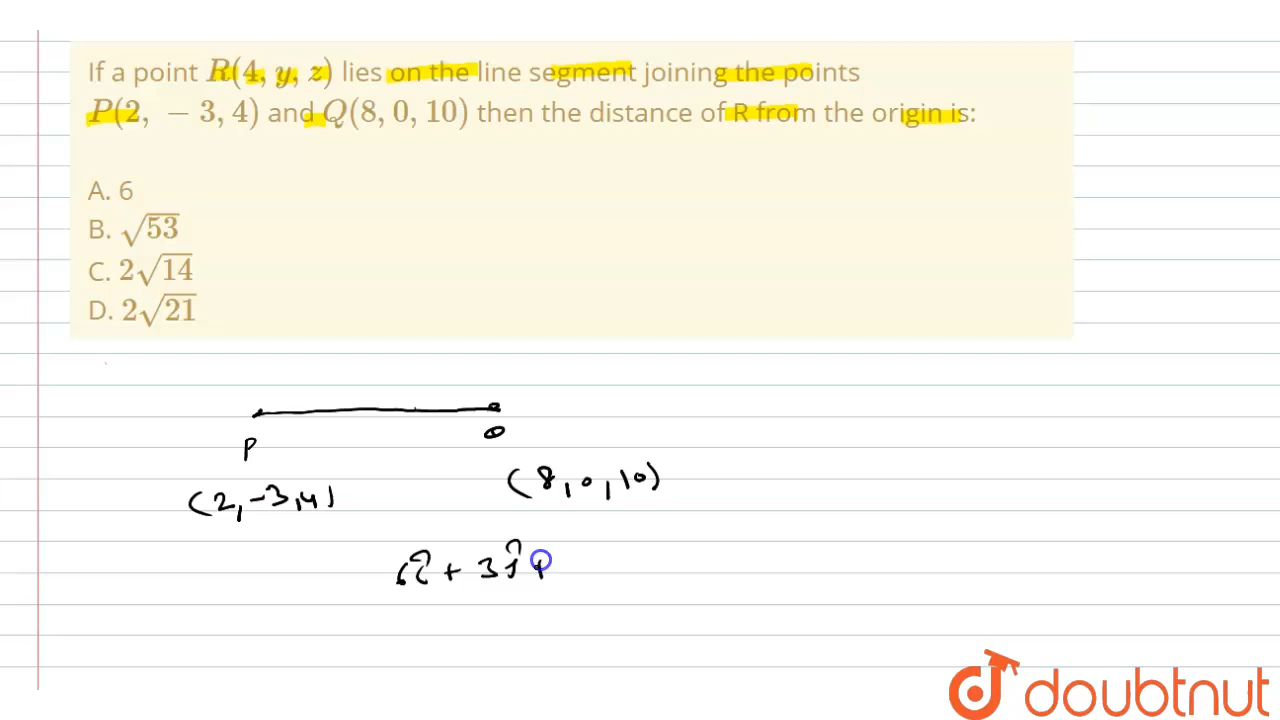 If a point R(4, y, z) lies on the line segment joining the points
P(2, −3, 4) and Q(8, 0, 10) then the distance of R from the origin is:
A. 6
B. √53
C. 2√14
D. 2√21
P
Q
(2, -3, 4)
(8, 0, 10)
6î + 3ĵ +
doubtnut